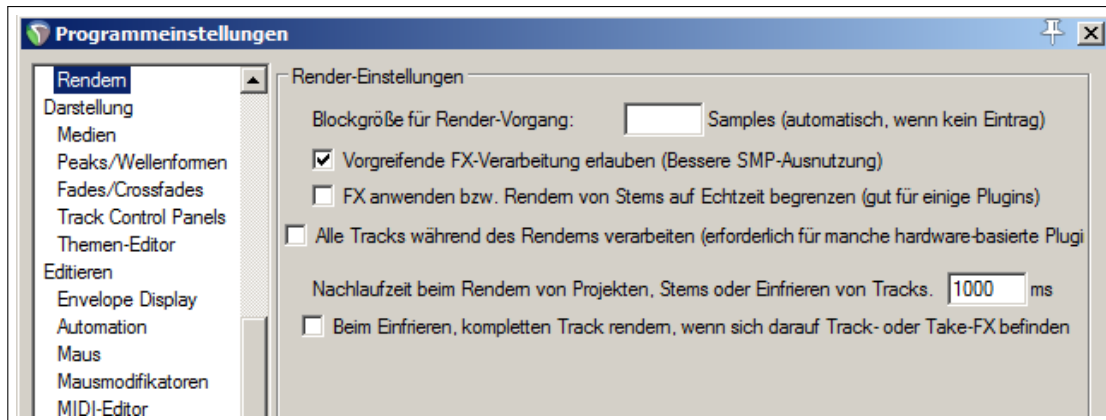 Programmeinstellungen
Rendern
Darstellung
Medien
Peaks/Wellenformen
Fades/Crossfades
Track Control Panels
Themen-Editor
Editieren
Envelope Display
Automation
Maus
Mausmodifikatoren
MIDI-Editor
Render-Einstellungen
Blockgröße für Render-Vorgang: Samples (automatisch, wenn kein Eintrag)
Vorgreifende FX-Verarbeitung erlauben (Bessere SMP-Ausnutzung)
FX anwenden bzw. Rendern von Stems auf Echtzeit begrenzen (gut für einige Plugins)
Alle Tracks während des Renderns verarbeiten (erforderlich für manche hardware-basierte Plugi
Nachlaufzeit beim Rendern von Projekten, Stems oder Einfrieren von Tracks. 1000 ms
Beim Einfrieren, kompletten Track rendern, wenn sich darauf Track- oder Take-FX befinden